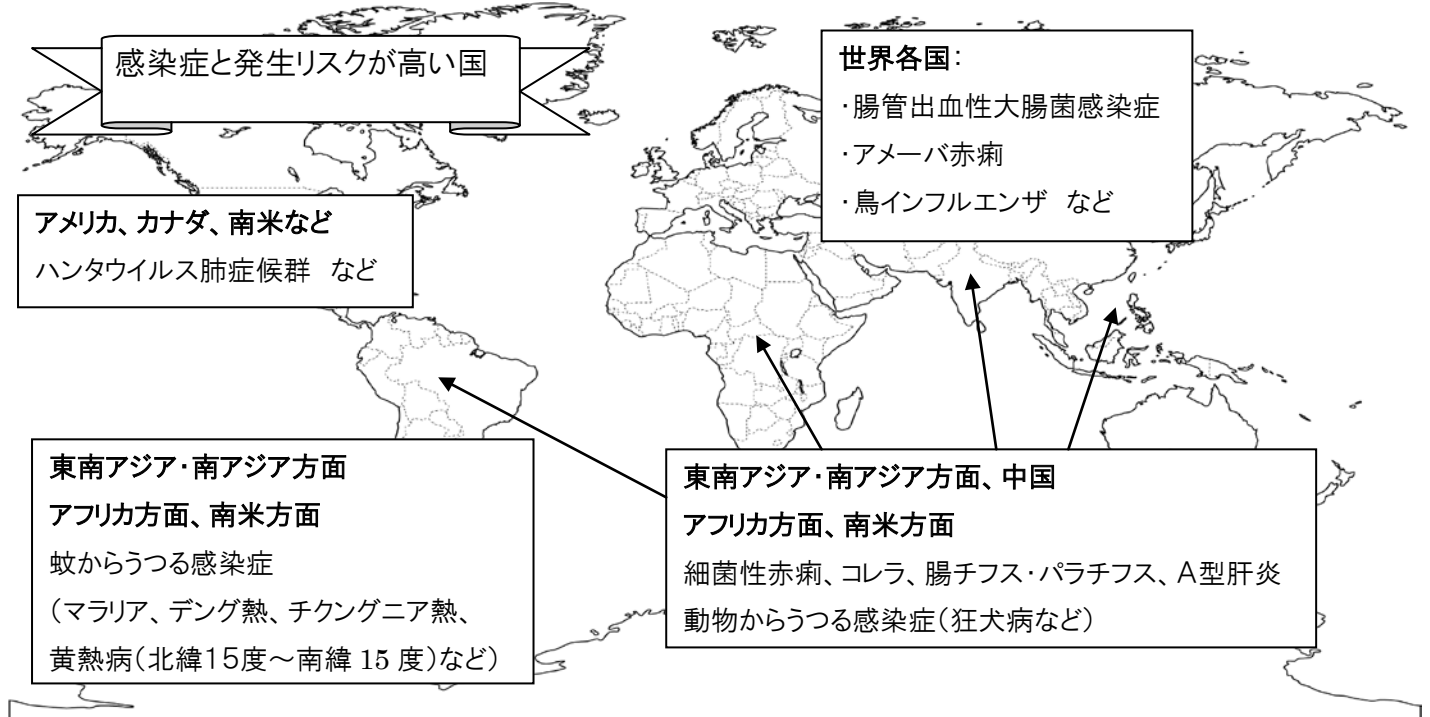 感染症と発生リスクが高い国
世界各国：
・腸管出血性大腸菌感染症
・アメーバ赤痢
・鳥インフルエンザ　など
アメリカ、カナダ、南米など
ハンタウイルス肺症候群　など
東南アジア・南アジア方面
アフリカ方面、南米方面
蚊からうつる感染症
（マラリア、デング熱、チクングニア熱、
黄熱病（北緯１５度～南緯 15 度）など）
東南アジア・南アジア方面、中国
アフリカ方面、南米方面
細菌性赤痢、コレラ、腸チフス・パラチフス、Ａ型肝炎
動物からうつる感染症（狂犬病など）